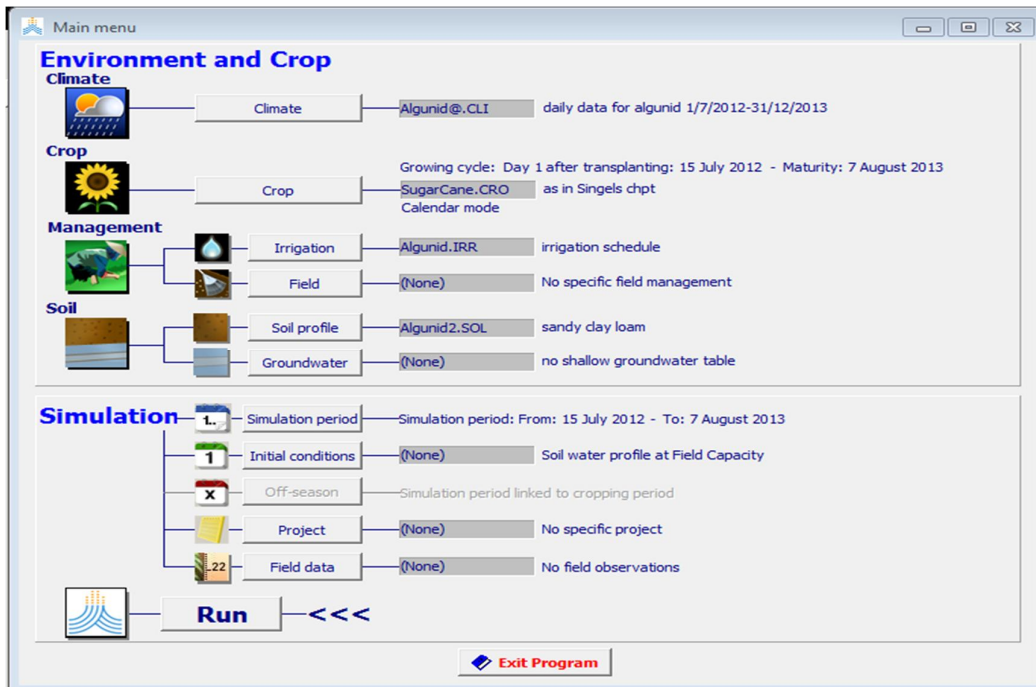 Main menu
Environment and Crop
Climate
Climate Algunid@.CLI daily data for algunid 1/7/2012-31/12/2013
Crop
Growing cycle: Day 1 after transplanting: 15 July 2012 - Maturity: 7 August 2013
Crop SugarCane.CRO as in Singels chpt
Calendar mode
Management
Irrigation Algunid.IRR irrigation schedule
Field (None) No specific field management
Soil
Soil profile Algunid2.SOL sandy clay loam
Groundwater (None) no shallow groundwater table
Simulation
1.. Simulation period Simulation period: From: 15 July 2012 - To: 7 August 2013
1 Initial conditions (None) Soil water profile at Field Capacity
X Off-season Simulation period linked to cropping period
Project (None) No specific project
.22 Field data (None) No field observations
Run <<<
Exit Program